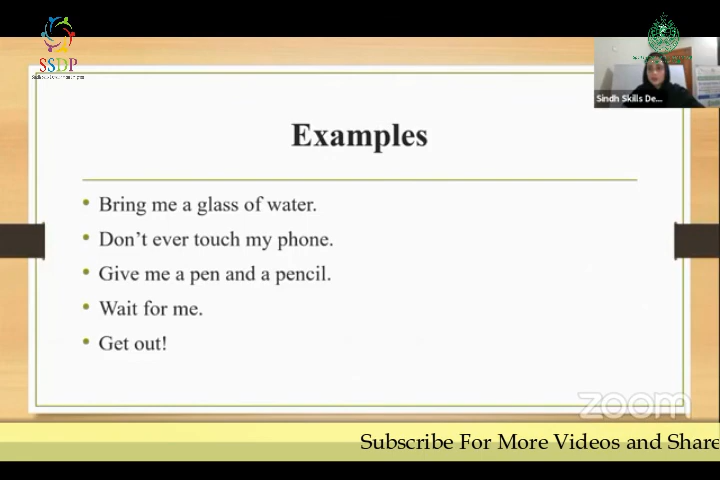 SSDP
Sindh Skills De...
Examples
• Bring me a glass of water.
• Don't ever touch my phone.
• Give me a pen and a pencil.
• Wait for me.
• Get out!
zoom
Subscribe For More Videos and Share